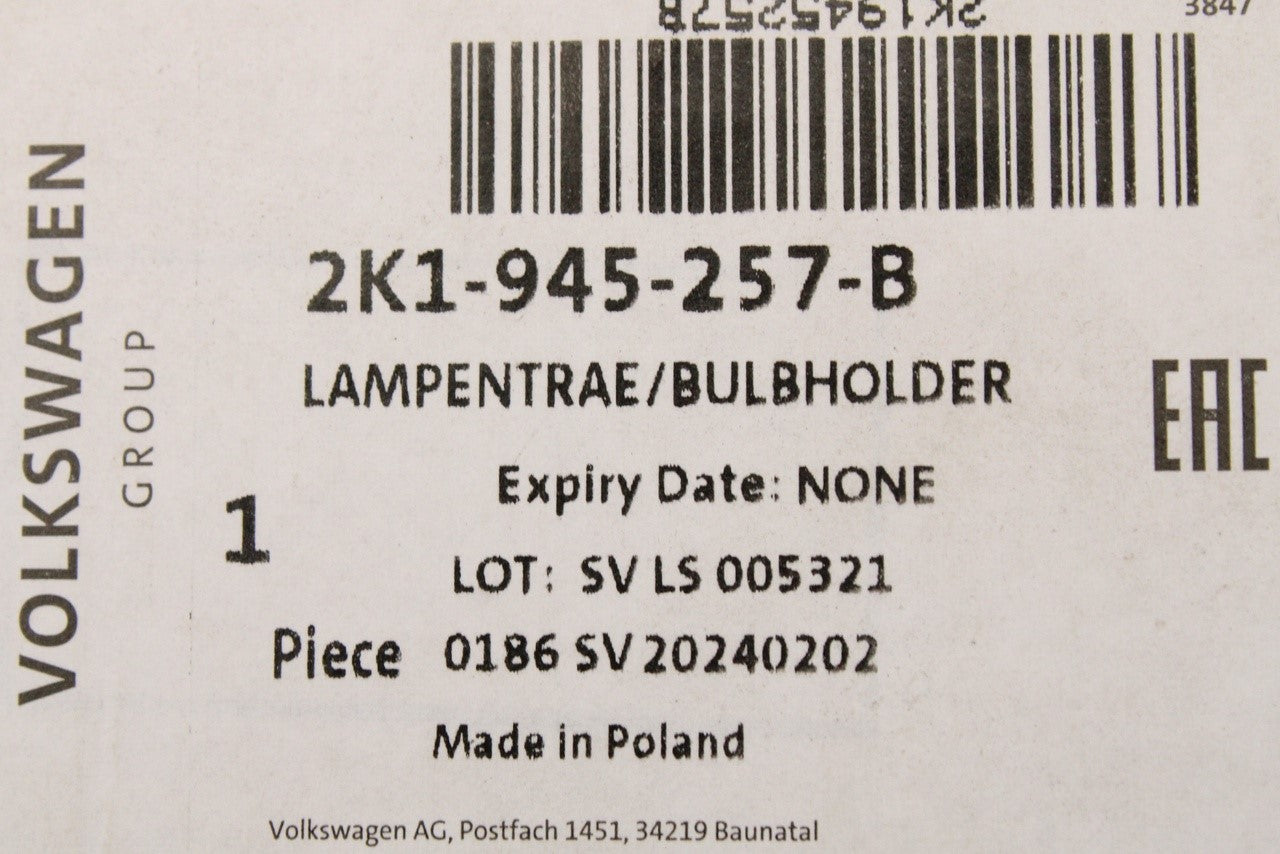 2K1945257B
3847
2K1-945-257-B
LAMPENTRAE/BULBHOLDER
EAC
Expiry Date: NONE
1
LOT: SV LS 005321
Piece 0186 SV 20240202
Made in Poland
Volkswagen AG, Postfach 1451, 34219 Baunatal
VOLKSWAGEN
GROUP